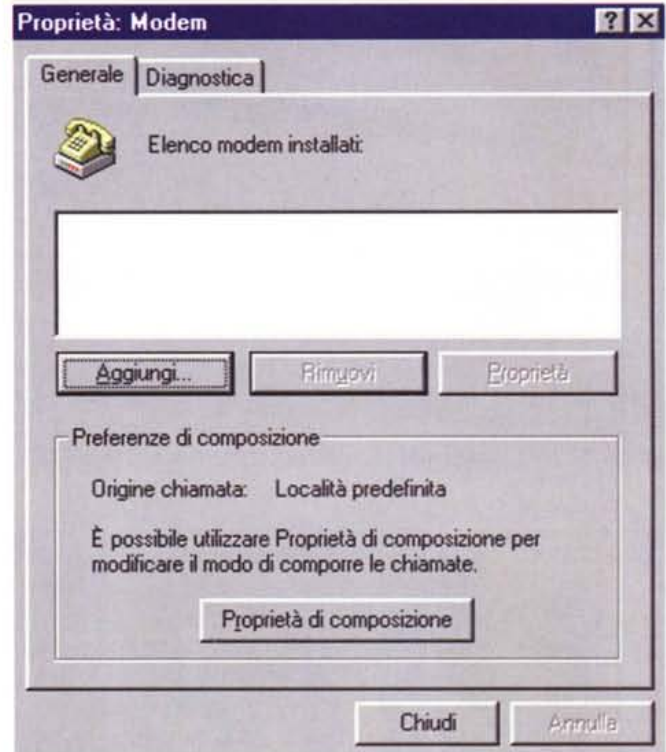 Proprietà: Modem
Generale
Diagnostica
Elenco modem installati:
Aggiungi...
Rimuovi
Proprietà
Preferenze di composizione
Origine chiamata: Località predefinita
È possibile utilizzare Proprietà di composizione per
modificare il modo di comporre le chiamate.
Proprietà di composizione
Chiudi
Annulla